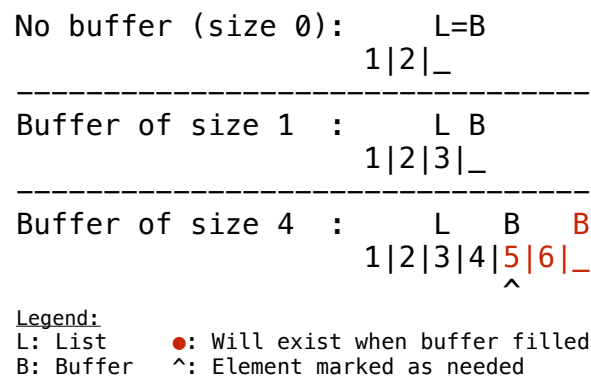 No buffer (size 0):     L=B
                    1|2|_
---------------------------------
Buffer of size 1  :     L B
                    1|2|3|_
---------------------------------
Buffer of size 4  :     L   B   B
                    1|2|3|4|5|6|_
                            ^
Legend:
L: List    ●: Will exist when buffer filled
B: Buffer  ^: Element marked as needed